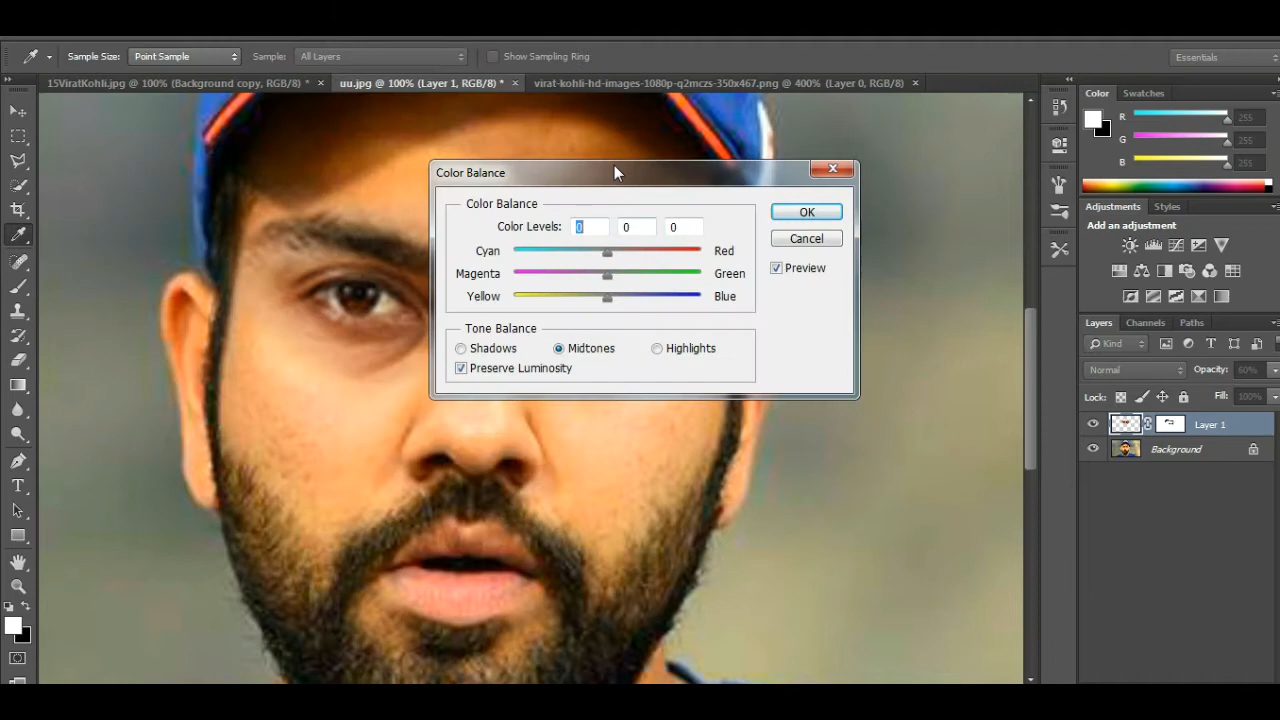 Sample Size: Point Sample Sample: All Layers Show Sampling Ring Essentials
15ViratKohli.jpg @ 100% (Background copy, RGB/8) * × uu.jpg @ 100% (Layer 1, RGB/8) * × virat-kohli-hd-images-1080p-q2mczs-350x467.png @ 400% (Layer 0, RGB/8) ×
Color Swatches
R 255
G 255
B 255
Adjustments Styles
Add an adjustment
Color Balance
Color Balance
Color Levels: 0 0 0
Cyan Red
Magenta Green
Yellow Blue
Tone Balance
Shadows Midtones Highlights
Preserve Luminosity
OK
Cancel
Preview
Layers Channels Paths
Kind
Normal Opacity: 60%
Lock: Fill: 100%
Layer 1
Background